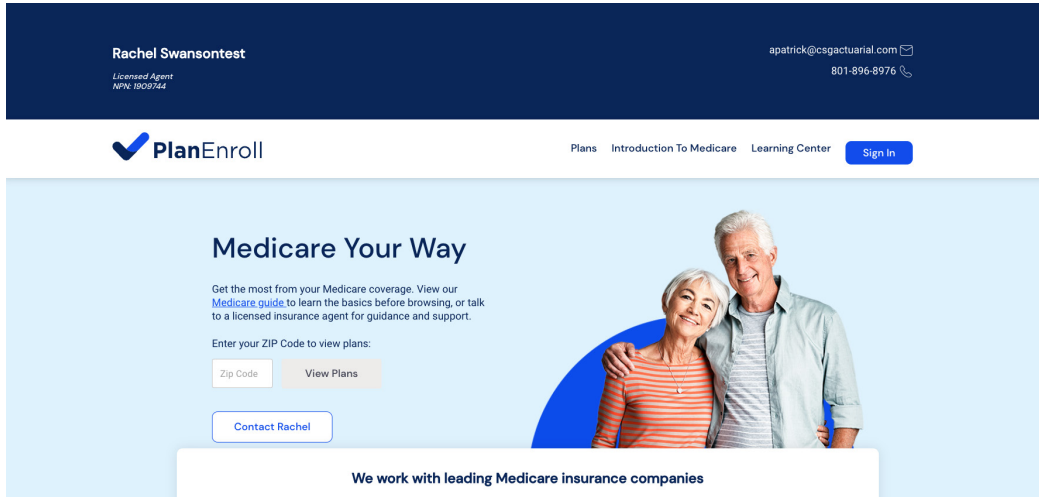 Rachel Swansontest
Licensed Agent
NPN: 1909744
apatrick@csgactuarial.com
801-896-8976
PlanEnroll
Plans
Introduction To Medicare
Learning Center
Sign In
Medicare Your Way
Get the most from your Medicare coverage. View our
Medicare guide to learn the basics before browsing, or talk
to a licensed insurance agent for guidance and support.
Enter your ZIP Code to view plans:
Zip Code
View Plans
Contact Rachel
We work with leading Medicare insurance companies